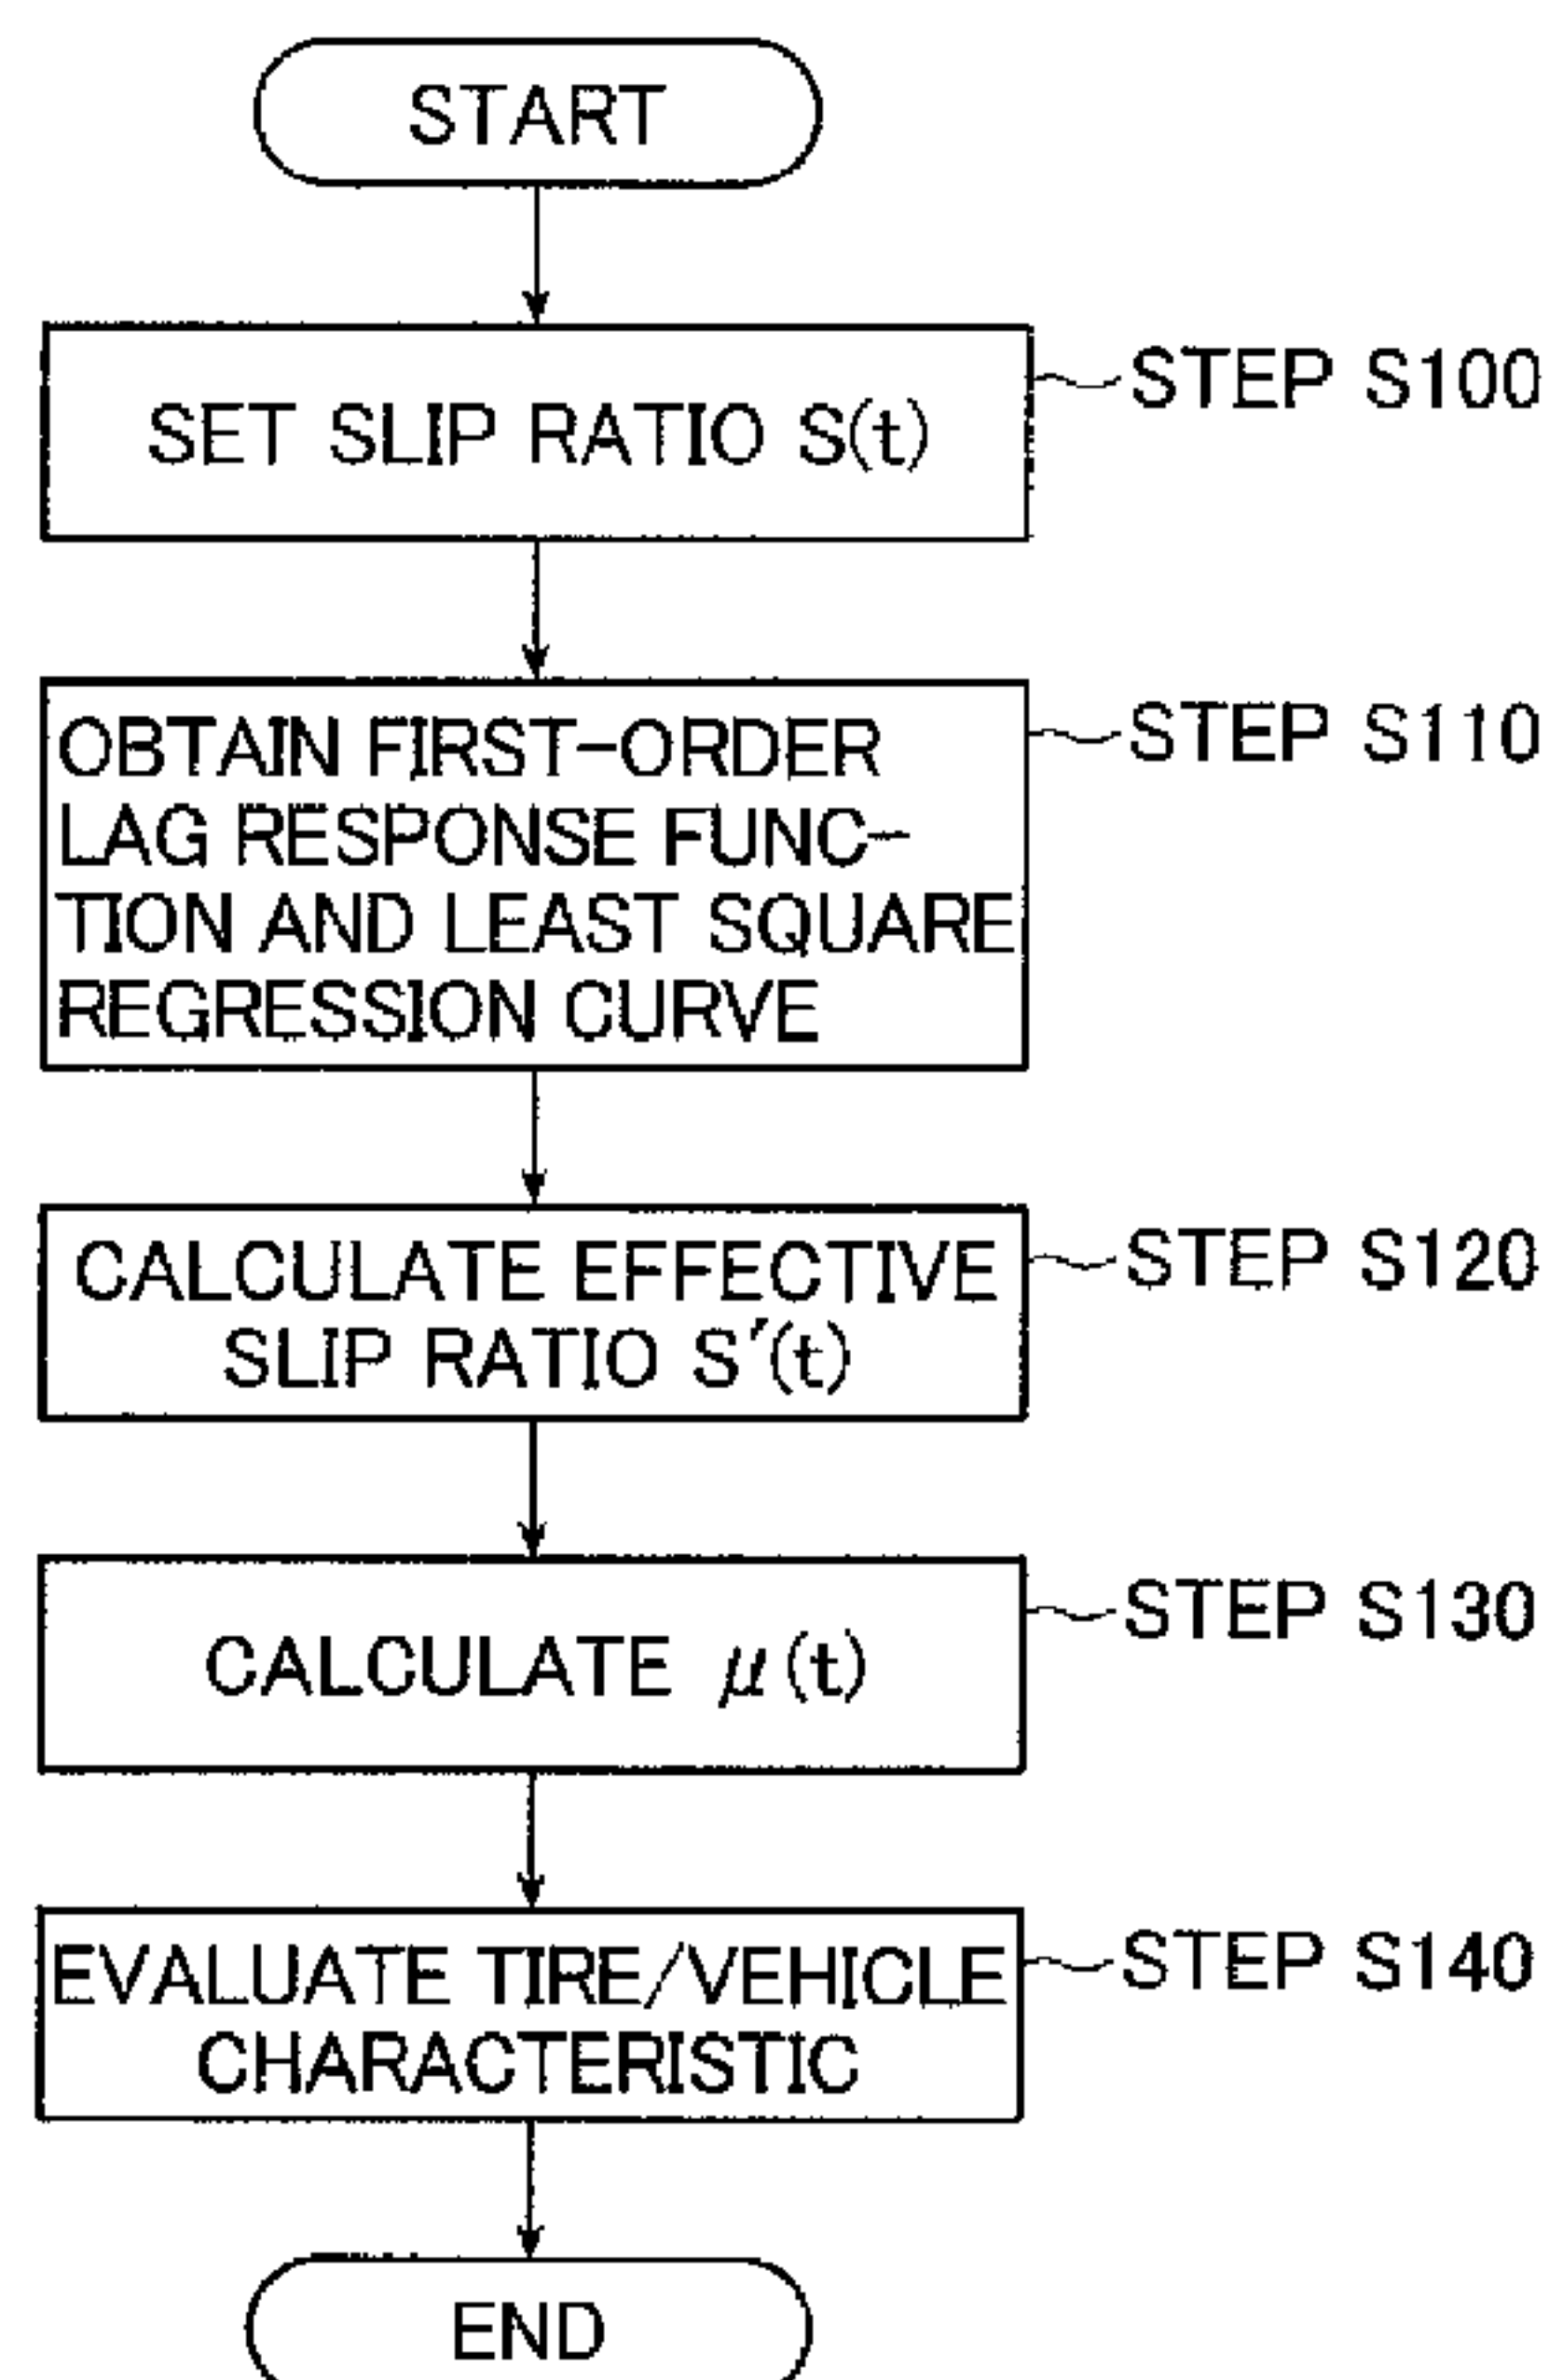 START
SET SLIP RATIO S(t)
STEP S100
OBTAIN FIRST-ORDER
LAG RESPONSE FUNC-
TION AND LEAST SQUARE
REGRESSION CURVE
STEP S110
CALCULATE EFFECTIVE
SLIP RATIO S'(t)
STEP S120
CALCULATE μ(t)
STEP S130
EVALUATE TIRE/VEHICLE
CHARACTERISTIC
STEP S140
END